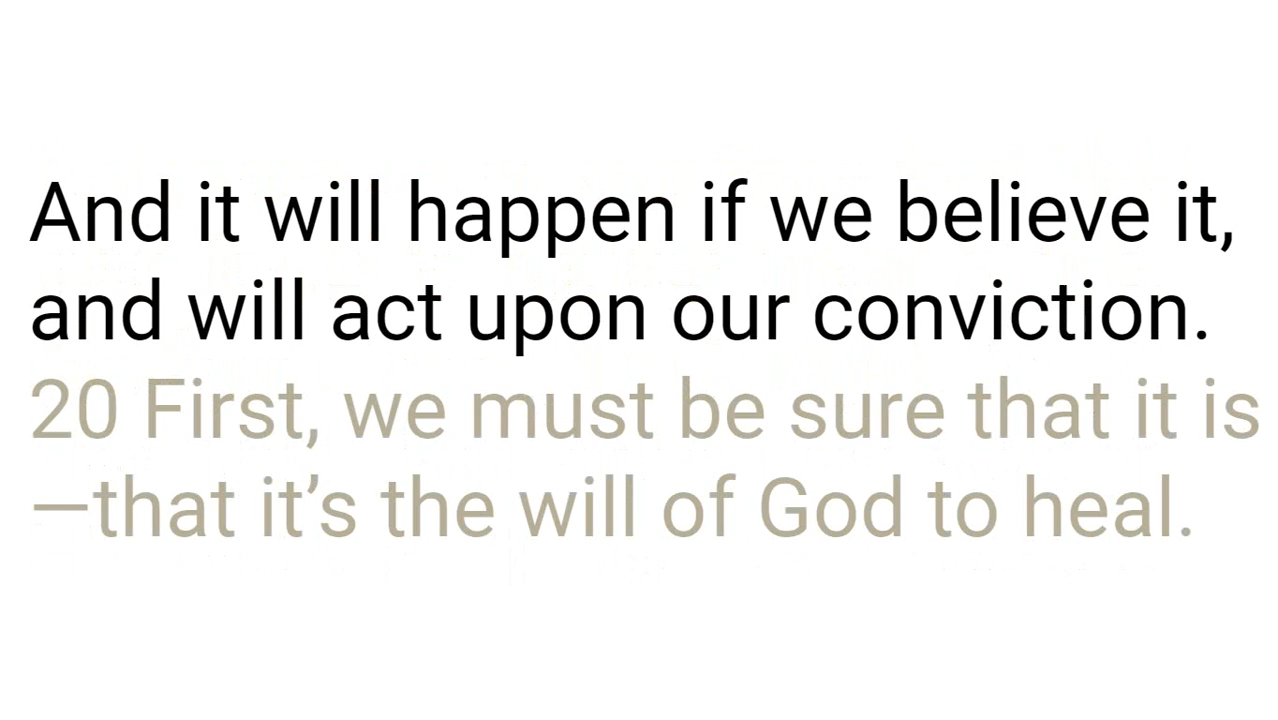 And it will happen if we believe it,
and will act upon our conviction.
20 First, we must be sure that it is
—that it’s the will of God to heal.